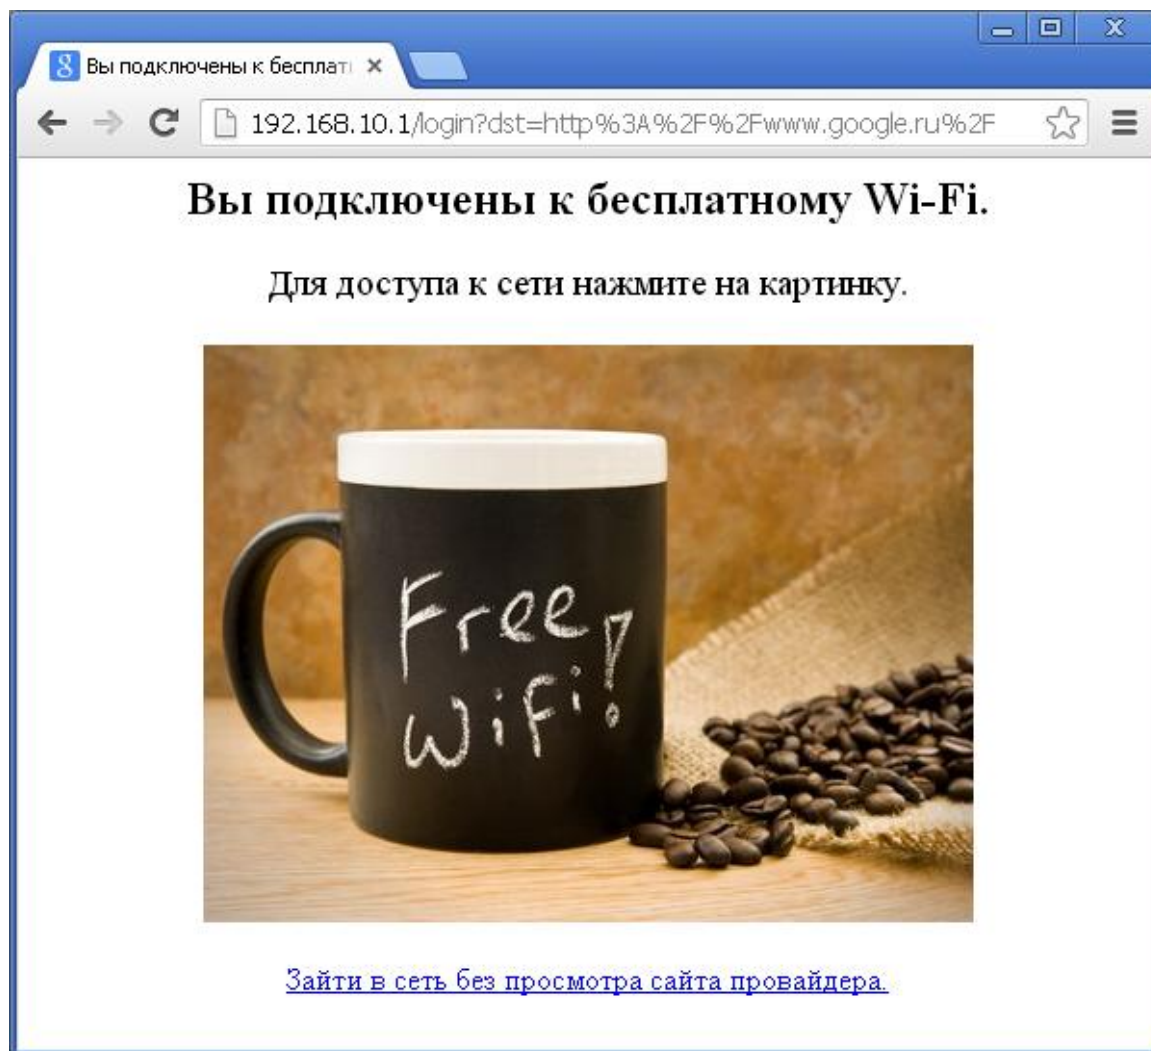 Вы подключены к бесплат
192.168.10.1/login?dst=http%3A%2F%2Fwww.google.ru%2F
Вы подключены к бесплатному Wi-Fi.
Для доступа к сети нажмите на картинку.
Free
WiFi!
Зайти в сеть без просмотра сайта провайдера.